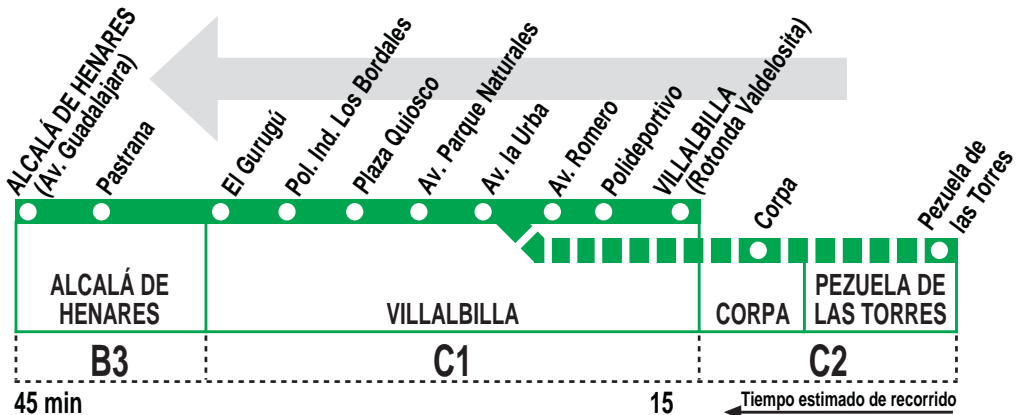 ALCALÁ DE HENARES
(Av. Guadalajara)
Pastrana
El Gurugú
Pol. Ind. Los Bordales
Plaza Quiosco
Av. Parque Naturales
Av. la Urba
Av. Romero
Polideportivo
VILLALBILLA
(Rotonda Valdelosita)
Corpa
Pezuela de
las Torres
ALCALÁ DE
HENARES
VILLALBILLA
CORPA
PEZUELA DE
LAS TORRES
B3
C1
C2
45 min
15
Tiempo estimado de recorrido